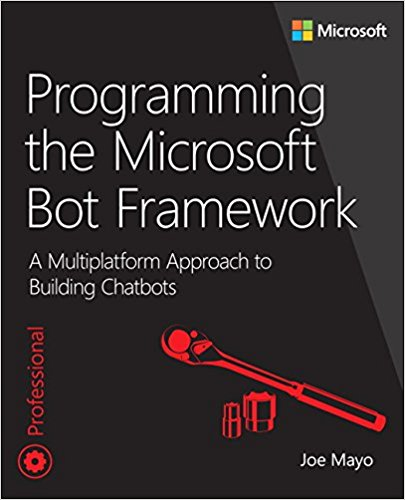 Microsoft
Programming
the Microsoft
Bot Framework
A Multiplatform Approach to
Building Chatbots
Professional
Joe Mayo